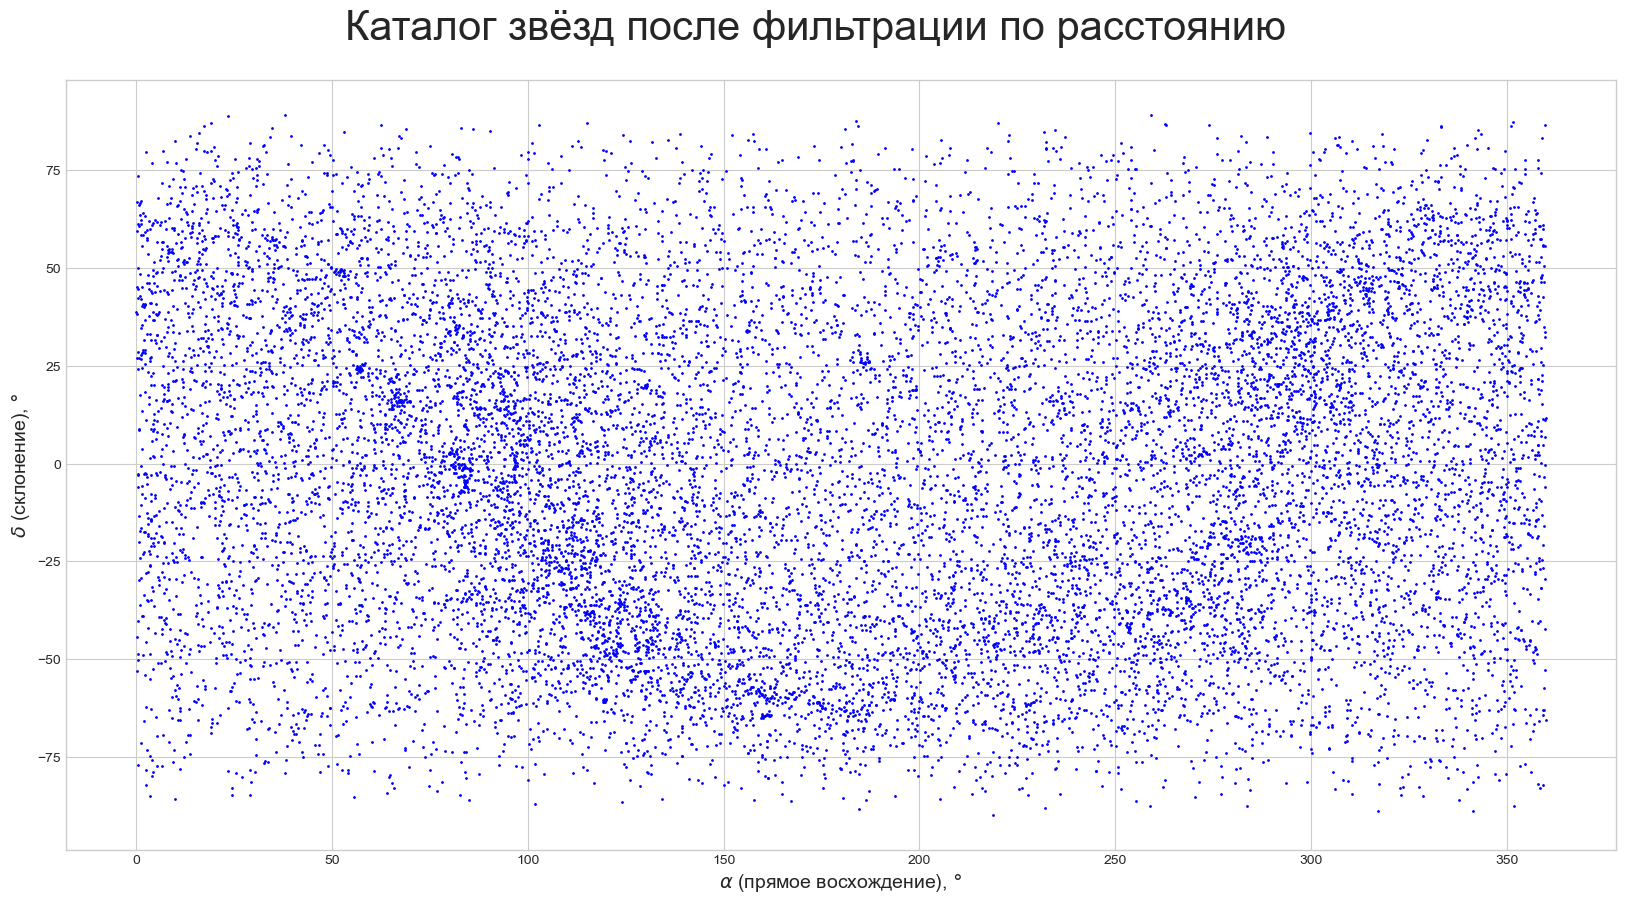 Каталог звёзд после фильтрации по расстоянию
75
50
25
0
−25
−50
−75
δ (склонение), °
0 50 100 150 200 250 300 350
α (прямое восхождение), °